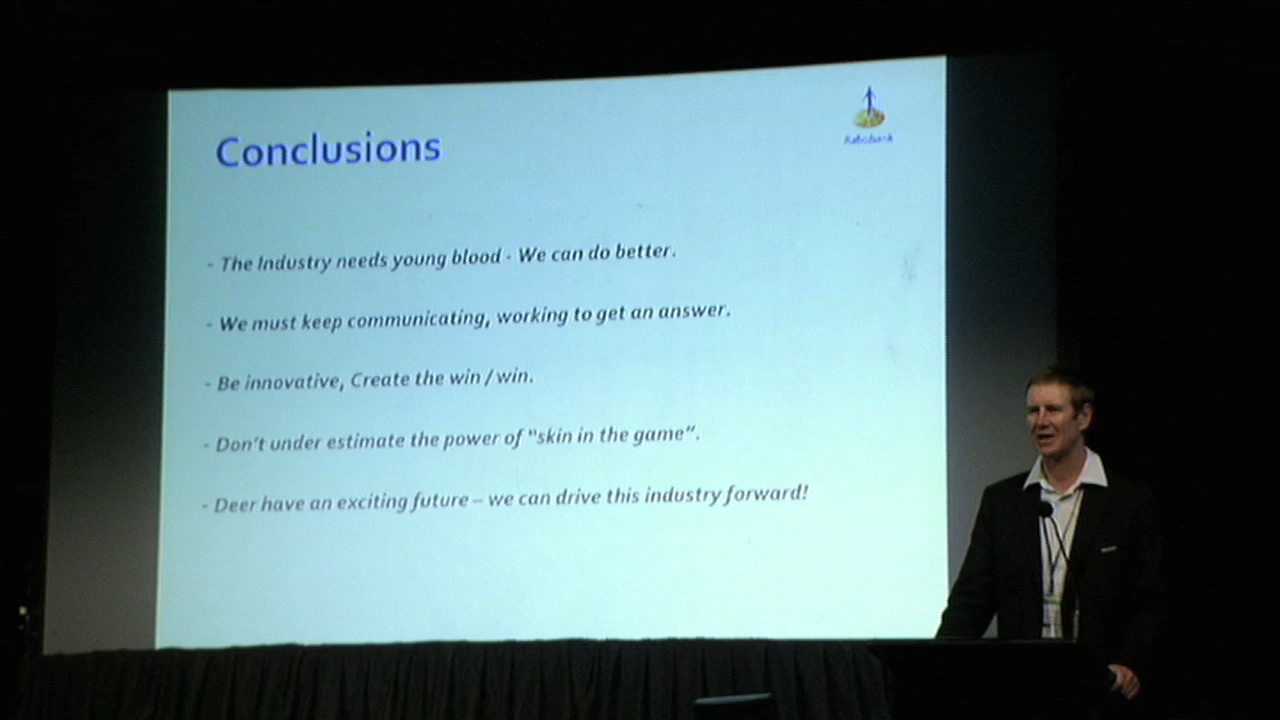 Conclusions
Rabobank
- The Industry needs young blood - We can do better.
- We must keep communicating, working to get an answer.
- Be innovative, Create the win / win.
- Don't under estimate the power of "skin in the game".
- Deer have an exciting future – we can drive this industry forward!